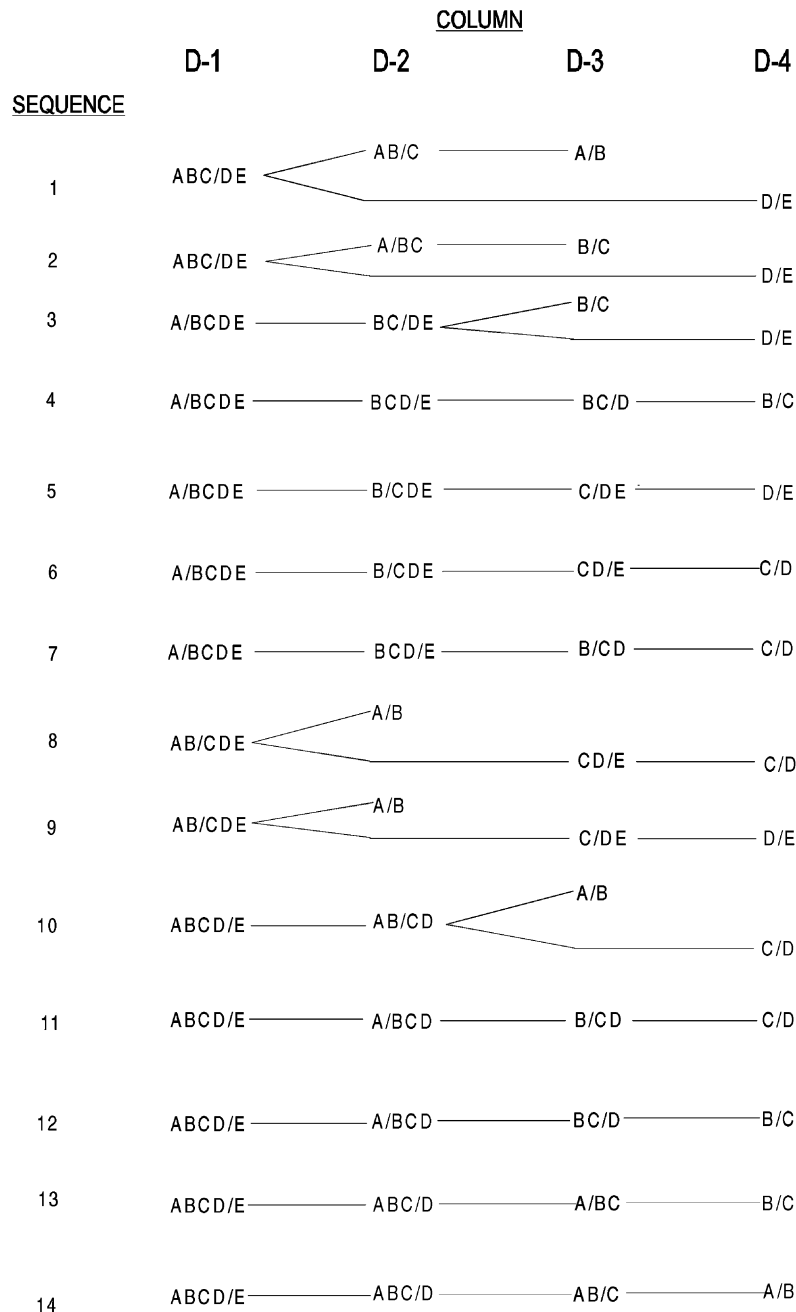 COLUMN
D-1 D-2 D-3 D-4
SEQUENCE
1 ABC/DE AB/C A/B D/E
2 ABC/DE A/BC B/C D/E
3 A/BCDE BC/DE B/C D/E
4 A/BCDE BCD/E BC/D B/C
5 A/BCDE B/CDE C/DE D/E
6 A/BCDE B/CDE CD/E C/D
7 A/BCDE BCD/E B/CD C/D
8 AB/CDE A/B CD/E C/D
9 AB/CDE A/B C/DE D/E
10 ABCD/E AB/CD A/B C/D
11 ABCD/E A/BCD B/CD C/D
12 ABCD/E A/BCD BC/D B/C
13 ABCD/E ABC/D A/BC B/C
14 ABCD/E ABC/D AB/C A/B